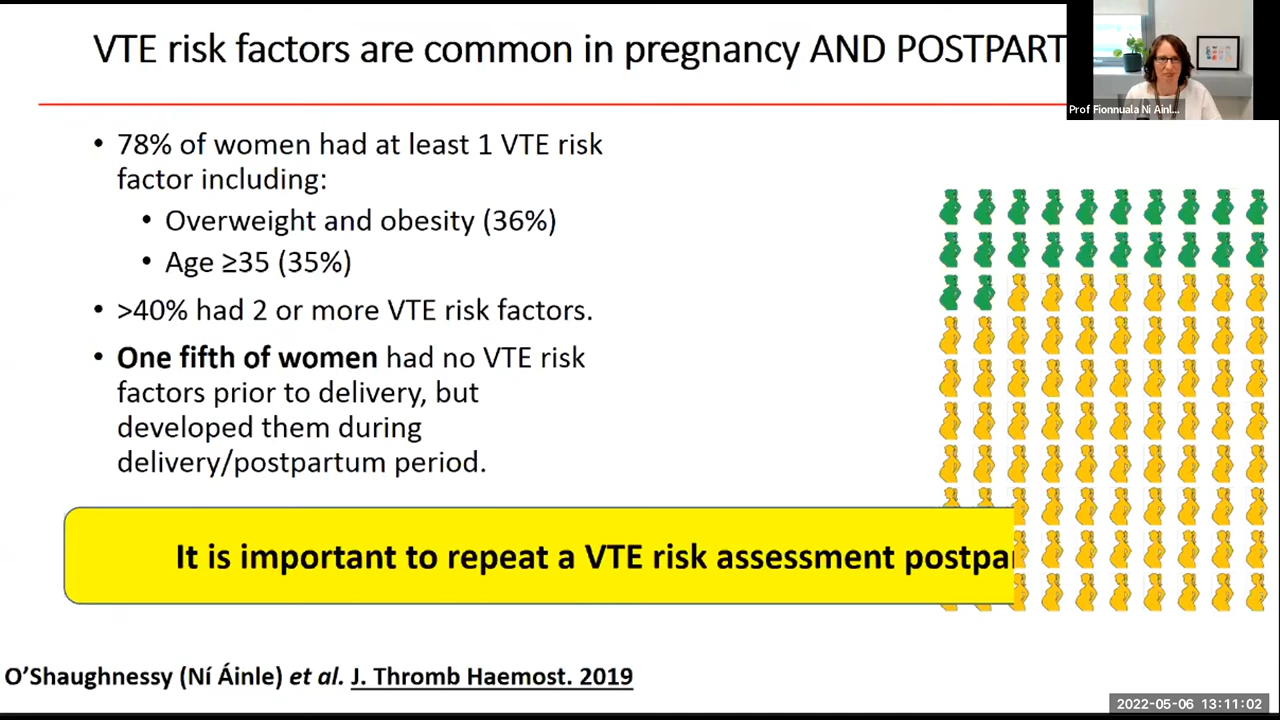 VTE risk factors are common in pregnancy AND POSTPART
Prof Fionnuala Ni Ainl...
• 78% of women had at least 1 VTE risk
factor including:
• Overweight and obesity (36%)
• Age ≥35 (35%)
• >40% had 2 or more VTE risk factors.
• One fifth of women had no VTE risk
factors prior to delivery, but
developed them during
delivery/postpartum period.
It is important to repeat a VTE risk assessment postpar
O'Shaughnessy (Ní Áinle) et al. J. Thromb Haemost. 2019
2022-05-06 13:11:02